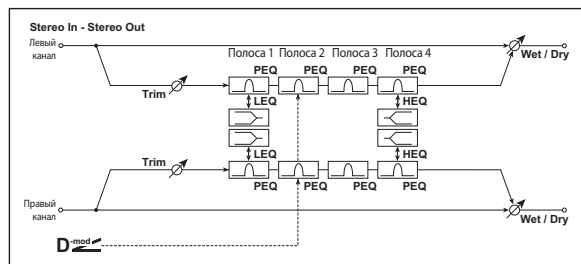 Stereo In - Stereo Out
Левый канал
Полоса 1 Полоса 2 Полоса 3 Полоса 4
Wet / Dry
PEQ PEQ PEQ PEQ
Trim
LEQ HEQ
LEQ HEQ
Trim
PEQ PEQ PEQ PEQ
Правый канал
Wet / Dry
D-mod